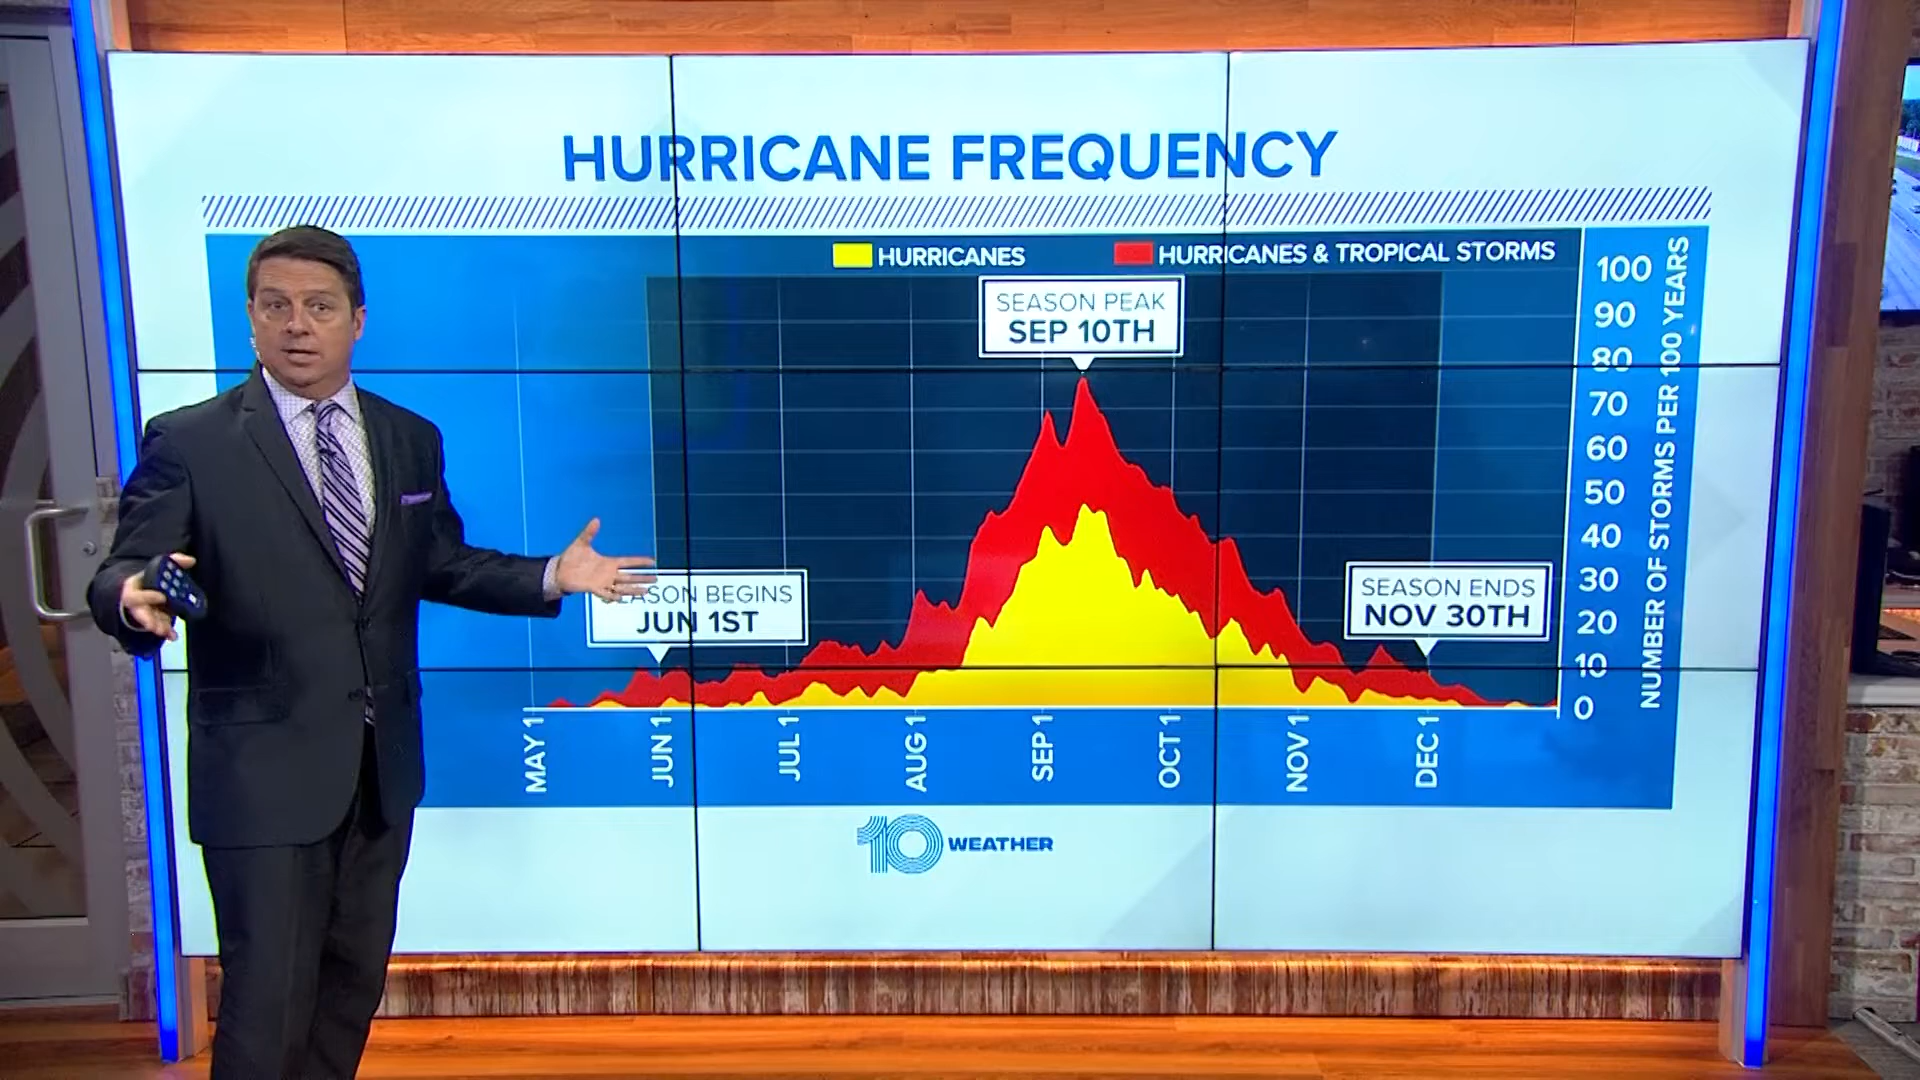 HURRICANE FREQUENCY
HURRICANES
HURRICANES & TROPICAL STORMS
SEASON PEAK
SEP 10TH
SEASON BEGINS
JUN 1ST
SEASON ENDS
NOV 30TH
100
90
80
70
60
50
40
30
20
10
0
NUMBER OF STORMS PER 100 YEARS
MAY 1
JUN 1
JUL 1
AUG 1
SEP 1
OCT 1
NOV 1
DEC 1
10 WEATHER